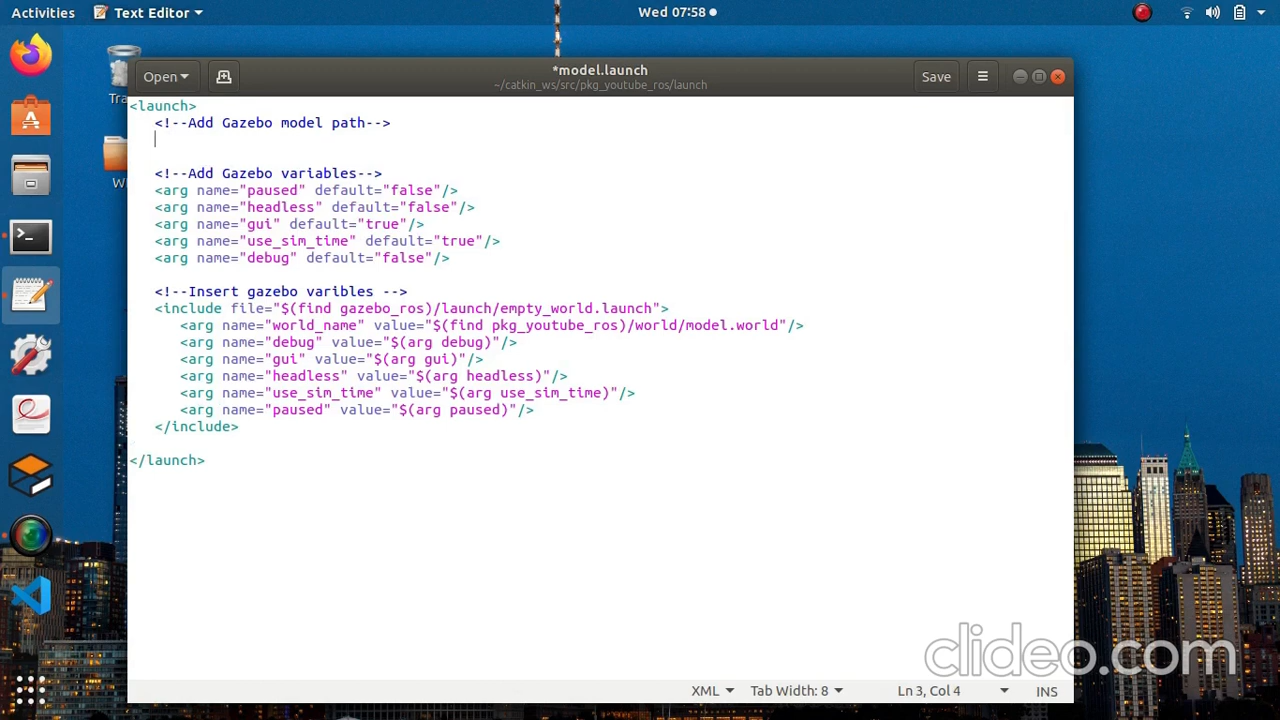 Activities
Text Editor
Wed 07:58
Open
*model.launch
~/catkin_ws/src/pkg_youtube_ros/launch
Save
<launch>
<!--Add Gazebo model path-->
<!--Add Gazebo variables-->
<arg name="paused" default="false"/>
<arg name="headless" default="false"/>
<arg name="gui" default="true"/>
<arg name="use_sim_time" default="true"/>
<arg name="debug" default="false"/>
<!--Insert gazebo varibles -->
<include file="$(find gazebo_ros)/launch/empty_world.launch">
<arg name="world_name" value="$(find pkg_youtube_ros)/world/model.world"/>
<arg name="debug" value="$(arg debug)"/>
<arg name="gui" value="$(arg gui)"/>
<arg name="headless" value="$(arg headless)"/>
<arg name="use_sim_time" value="$(arg use_sim_time)"/>
<arg name="paused" value="$(arg paused)"/>
</include>
</launch>
clideo.com
XML
Tab Width: 8
Ln 3, Col 4
INS